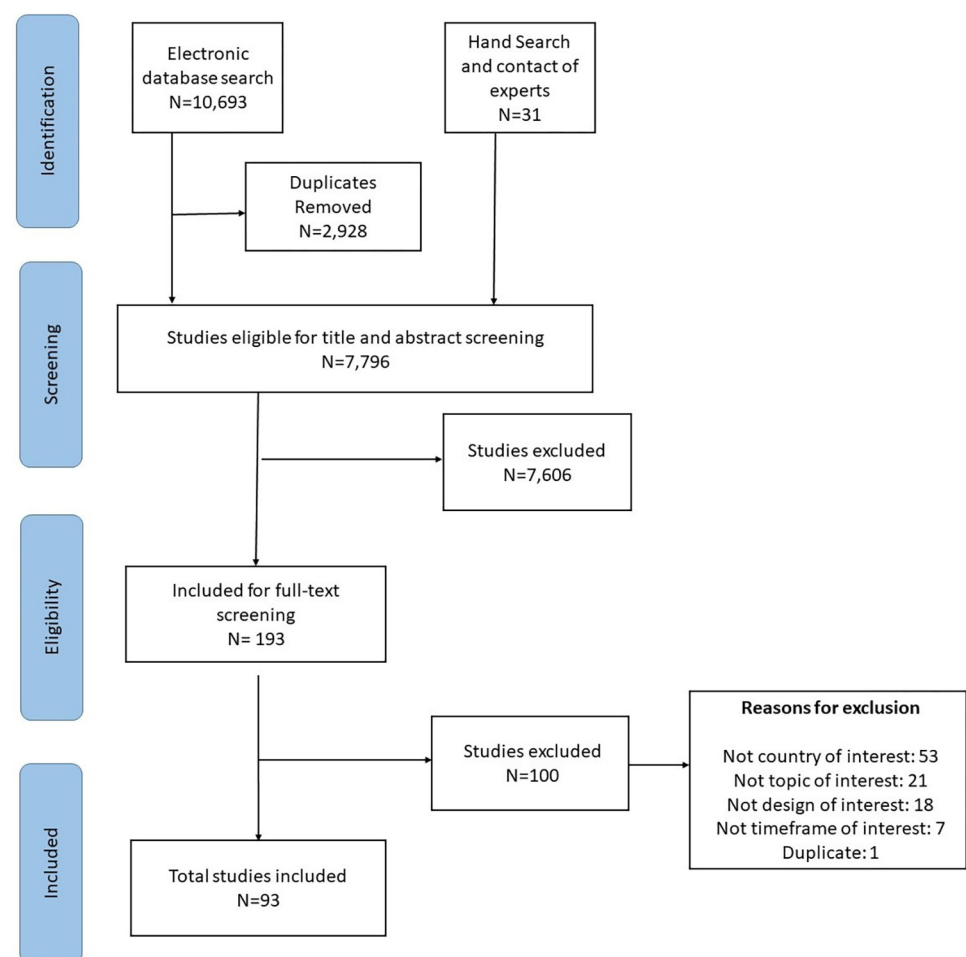 Identification
Electronic
database search
N=10,693
Hand Search
and contact of
experts
N=31
Duplicates
Removed
N=2,928
Screening
Studies eligible for title and abstract screening
N=7,796
Studies excluded
N=7,606
Eligibility
Included for full-text
screening
N= 193
Studies excluded
N=100
Reasons for exclusion
Not country of interest: 53
Not topic of interest: 21
Not design of interest: 18
Not timeframe of interest: 7
Duplicate: 1
Included
Total studies included
N=93